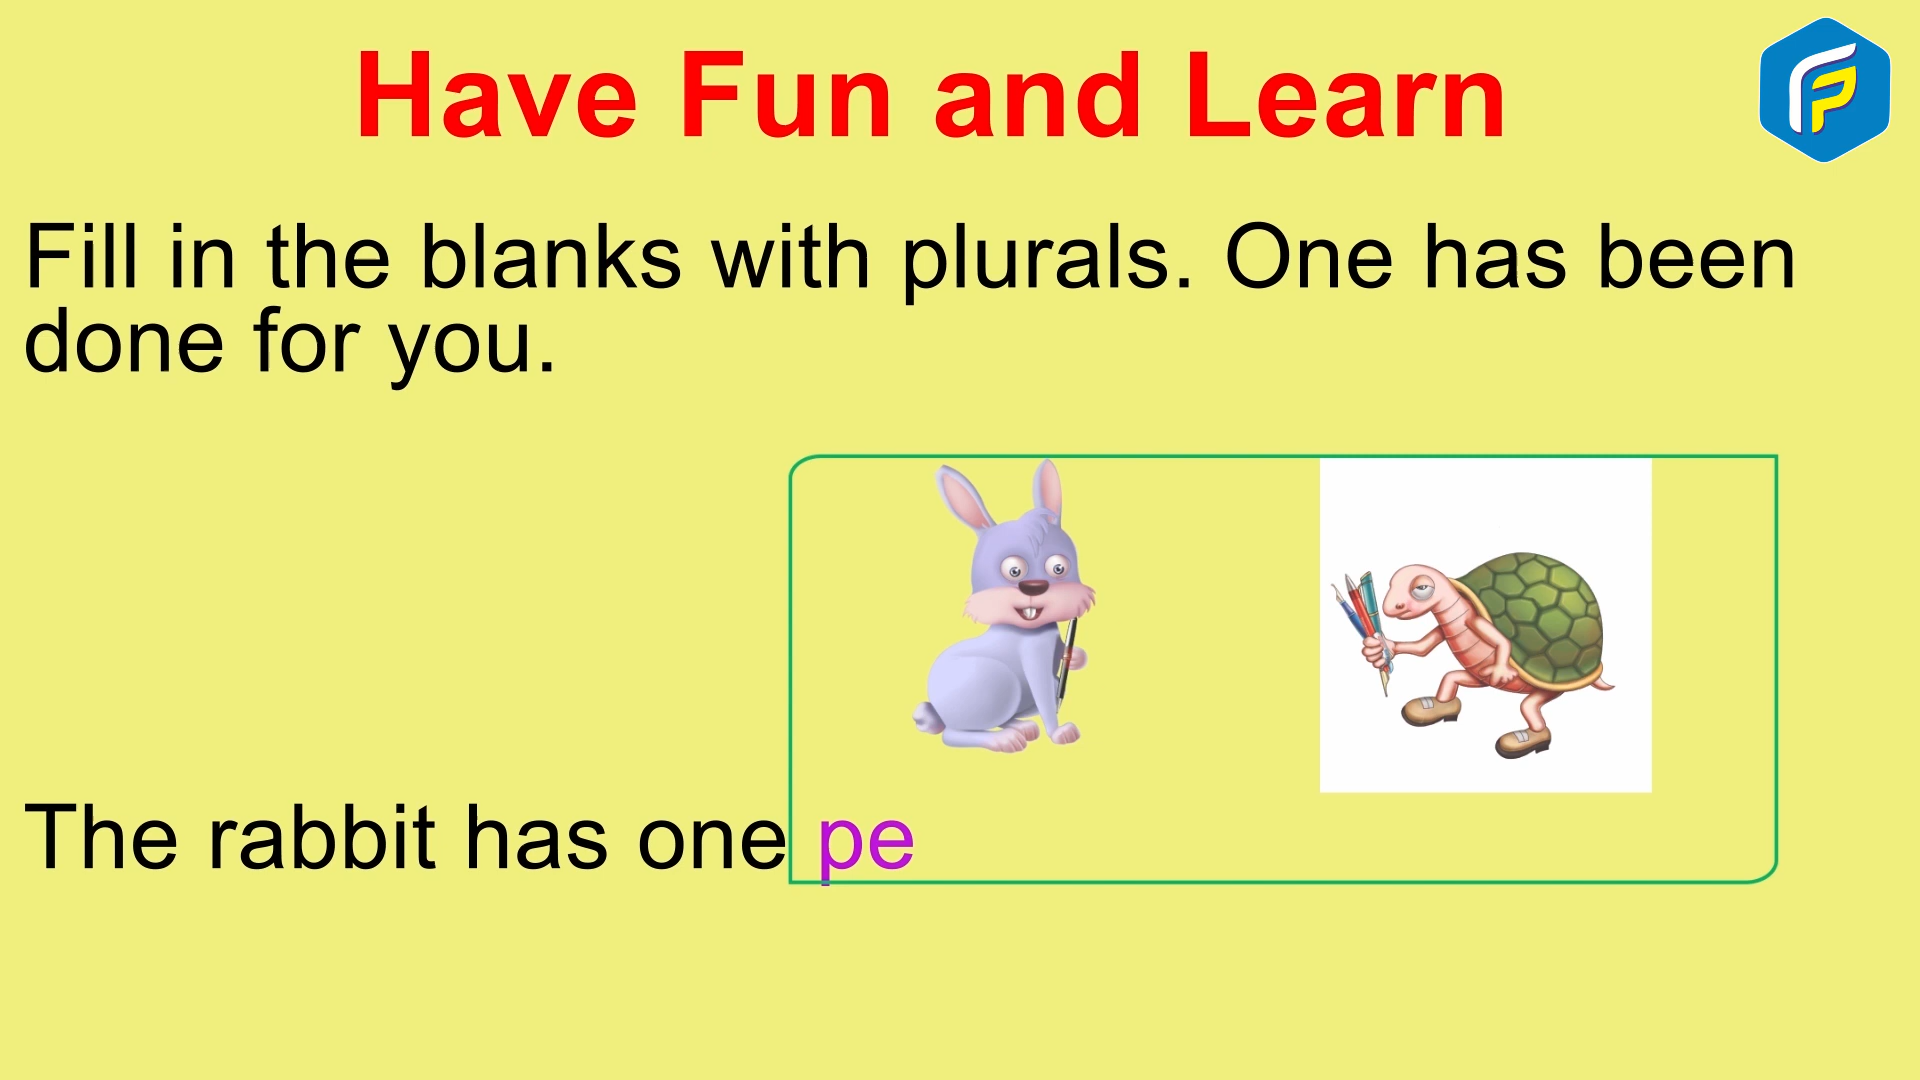 Have Fun and Learn
Fill in the blanks with plurals. One has been
done for you.
The rabbit has one pe